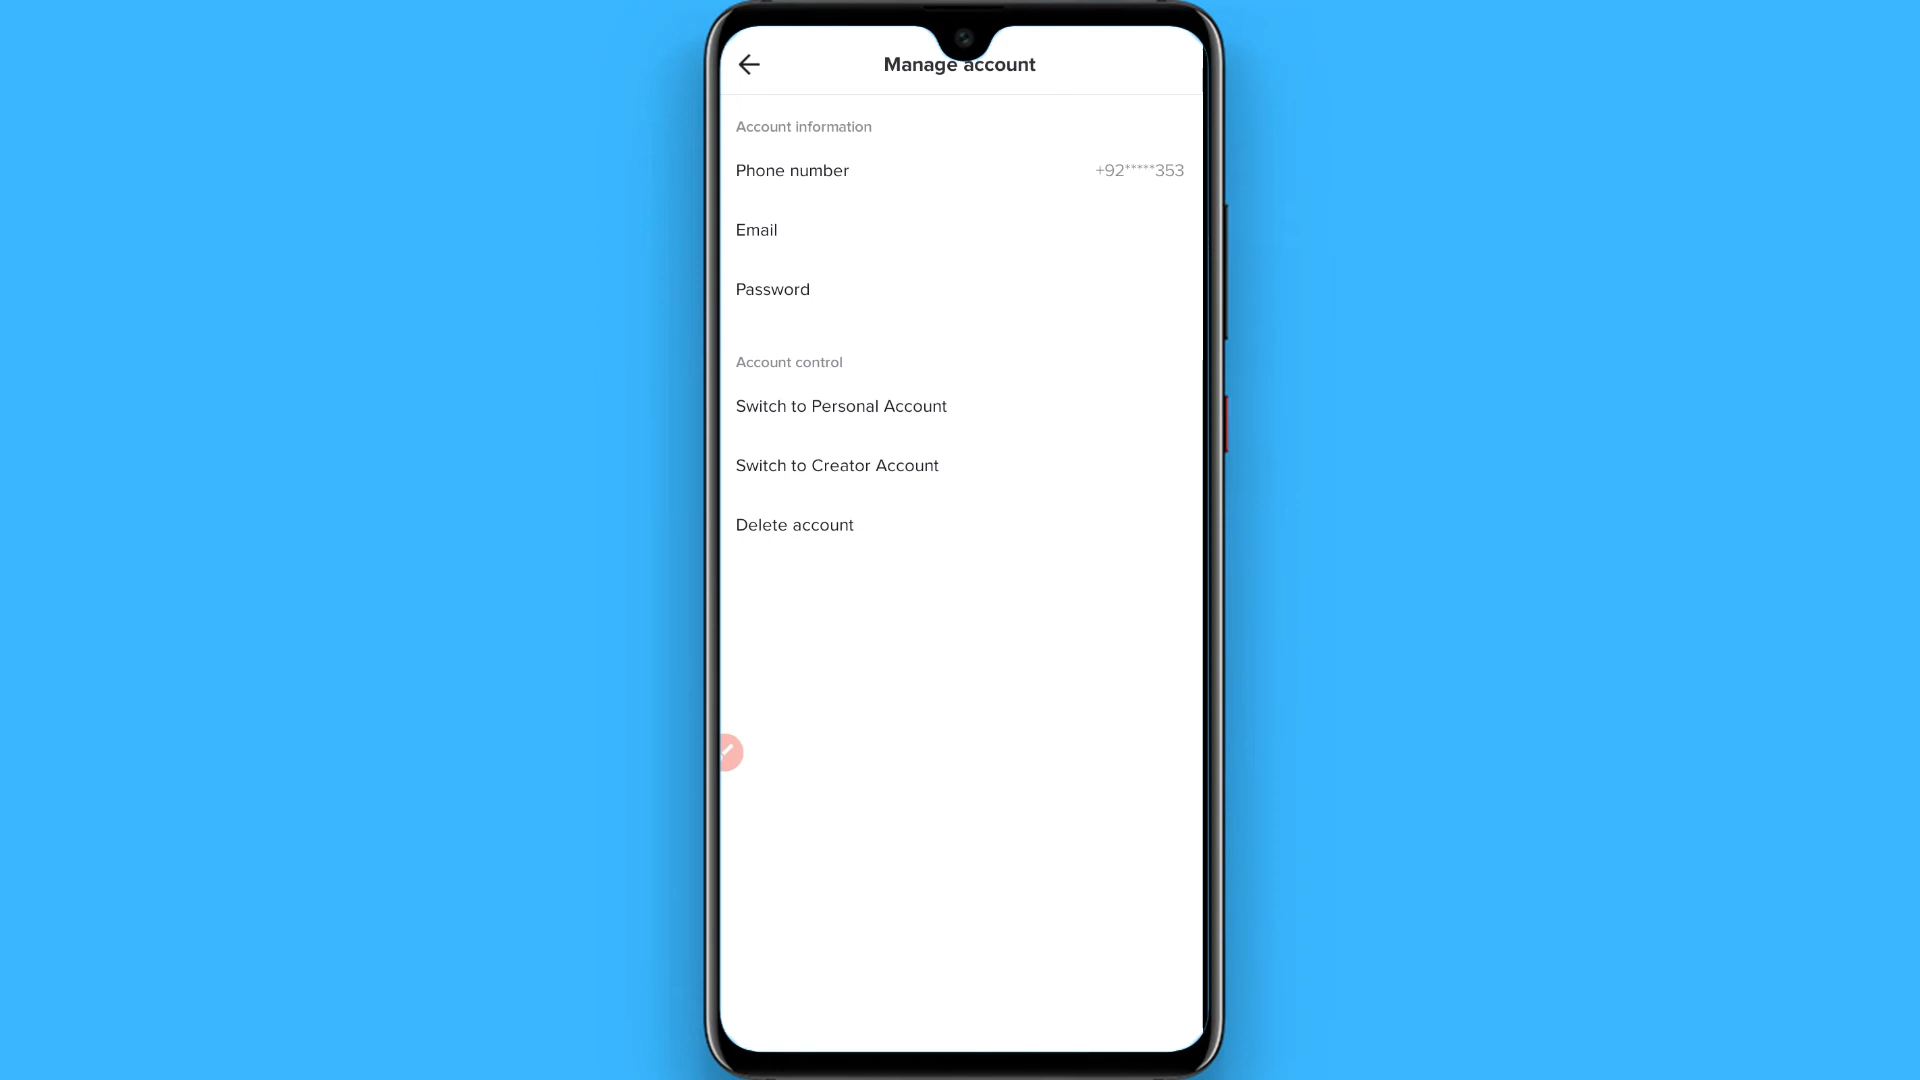 Manage account
Account information
Phone number +92*****353
Email
Password
Account control
Switch to Personal Account
Switch to Creator Account
Delete account